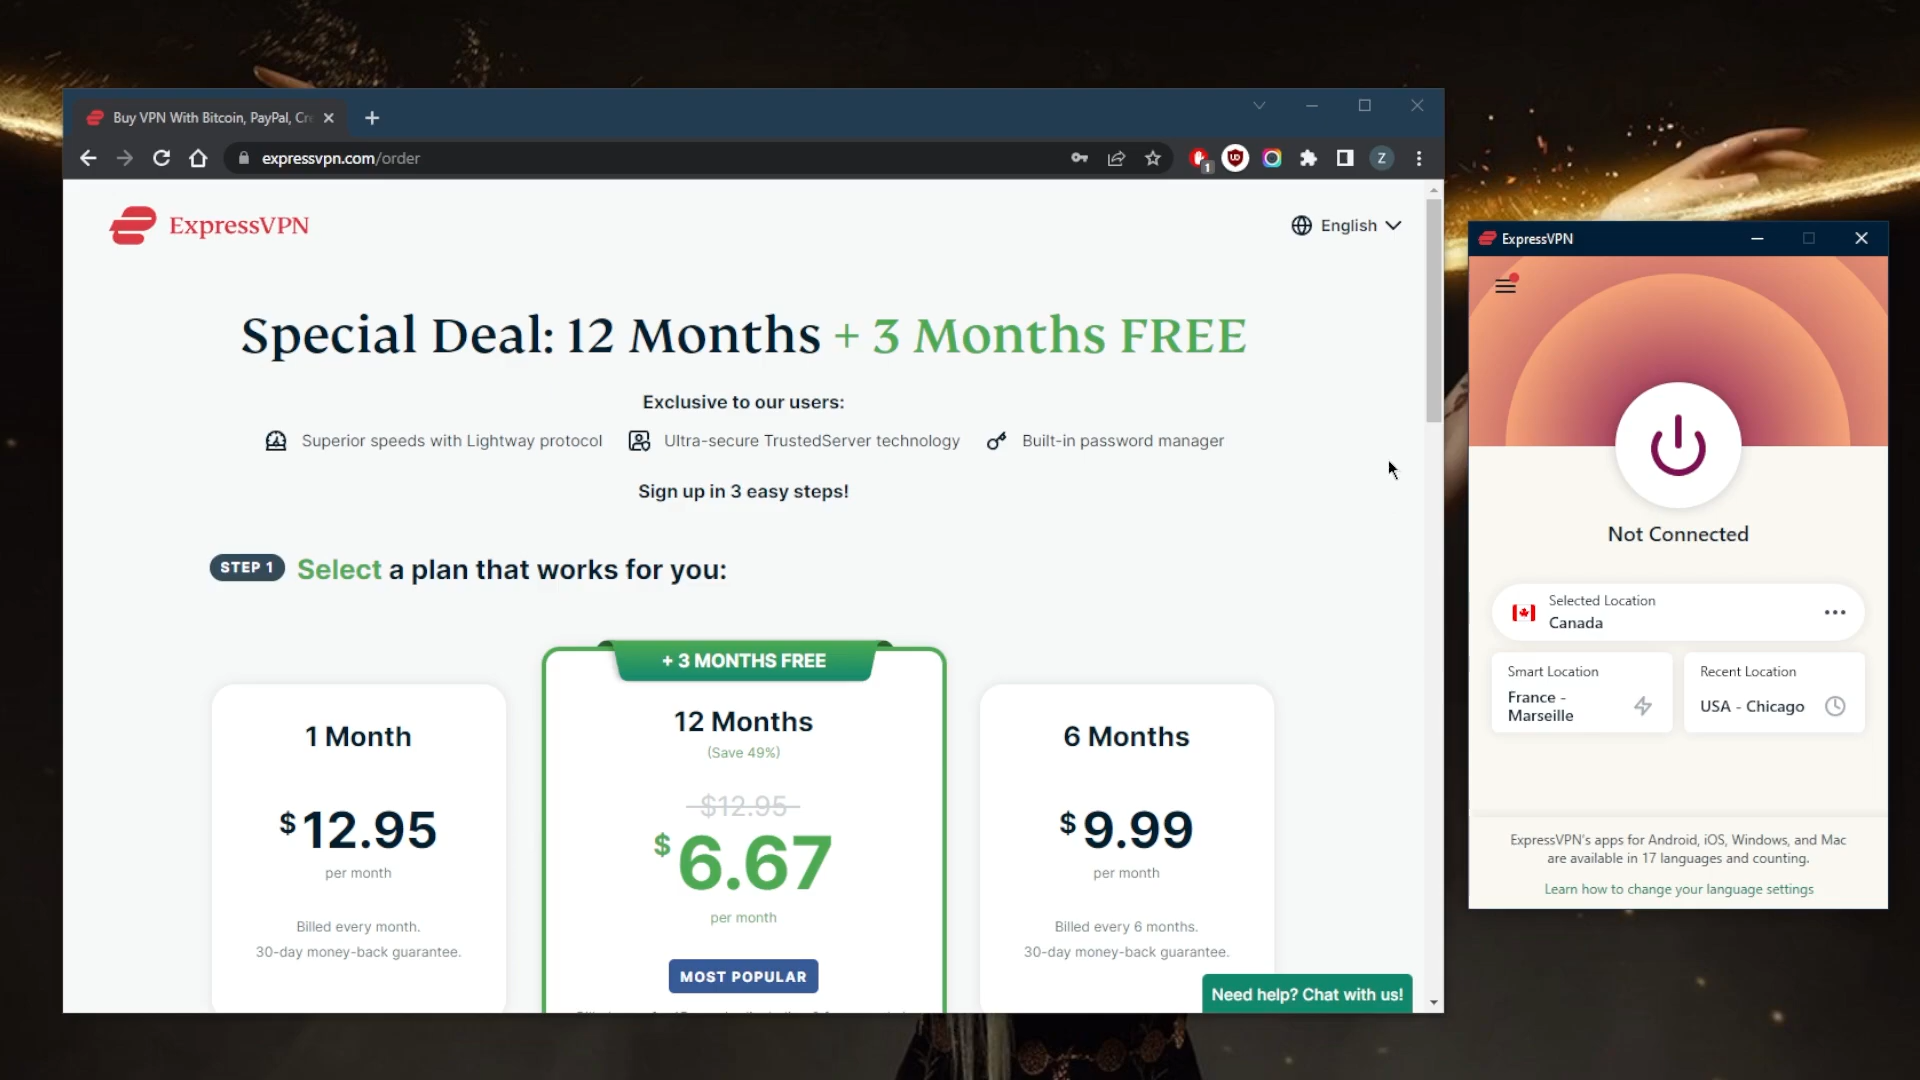 Buy VPN With Bitcoin, PayPal, Cr
expressvpn.com/order
1
Z
ExpressVPN
English
Special Deal: 12 Months + 3 Months FREE
Exclusive to our users:
Superior speeds with Lightway protocol
Ultra-secure TrustedServer technology
Built-in password manager
Sign up in 3 easy steps!
STEP 1 Select a plan that works for you:
1 Month
$12.95
per month
Billed every month.
30-day money-back guarantee.
+ 3 MONTHS FREE
12 Months
(Save 49%)
$12.95
$6.67
per month
MOST POPULAR
6 Months
$9.99
per month
Billed every 6 months.
30-day money-back guarantee.
Need help? Chat with us!
ExpressVPN
Not Connected
Selected Location
Canada
Smart Location
France -
Marseille
Recent Location
USA - Chicago
ExpressVPN's apps for Android, iOS, Windows, and Mac
are available in 17 languages and counting.
Learn how to change your language settings